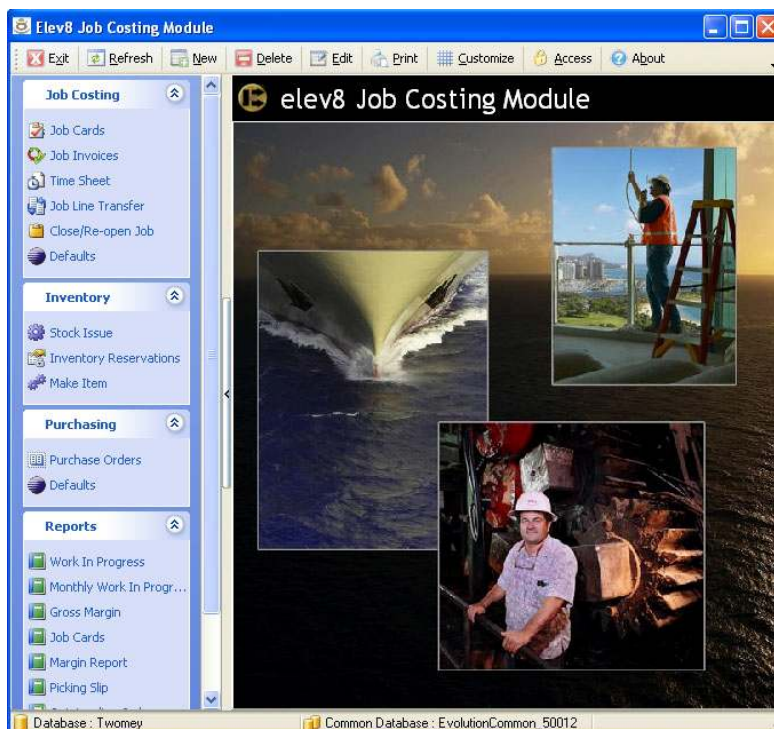 Elev8 Job Costing Module
Exit Refresh New Delete Edit Print Customize Access About
elev8 Job Costing Module
Job Costing
Job Cards
Job Invoices
Time Sheet
Job Line Transfer
Close/Re-open Job
Defaults
Inventory
Stock Issue
Inventory Reservations
Make Item
Purchasing
Purchase Orders
Defaults
Reports
Work In Progress
Monthly Work In Progr...
Gross Margin
Job Cards
Margin Report
Picking Slip
Database : Twomey Common Database : EvolutionCommon_50012